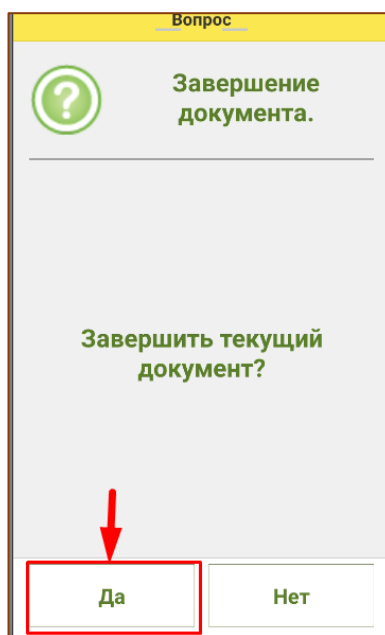 Вопрос
Завершение
документа.
Завершить текущий
документ?
Да
Нет